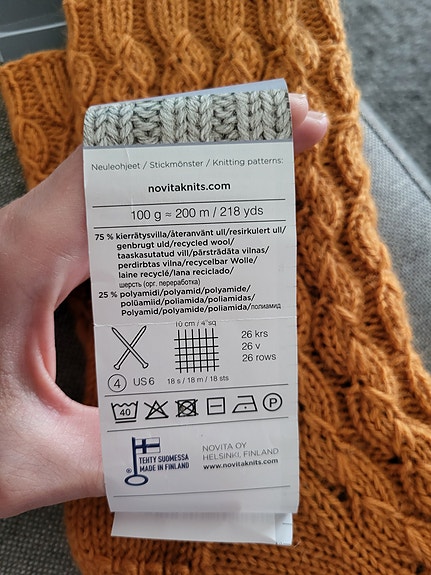 Neuleohjeet / Stickmönster / Knitting patterns:
novitaknits.com
100 g ≈ 200 m / 218 yds
75 % kierrätysvilla/återanvänt ull/resirkulert ull/
genbrugt uld/recycled wool/
taaskasutatud vill/pārstrādāta vilnas/
perdirbtas vilna/recycelbar Wolle/
laine recyclé/lana reciclado/
шерсть (орг. переработка)
25 % polyamidi/polyamid/polyamide/
polüamiid/poliamida/poliamidas/
Polyamid/polyamide/poliamida/полиамид
10 cm / 4" sq
26 krs
26 v
26 rows
4 US 6
18 s / 18 m / 18 sts
40
P
TEHTY SUOMESSA
MADE IN FINLAND
®
NOVITA OY
HELSINKI, FINLAND
www.novitaknits.com